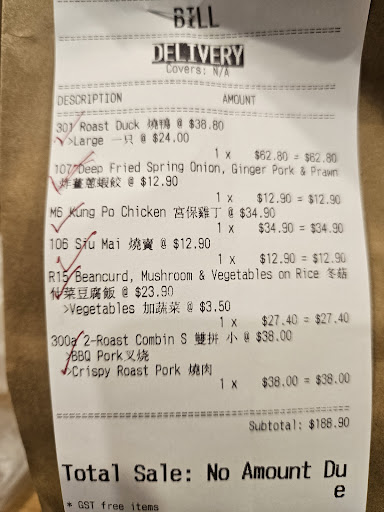 BILL
DELIVERY
Covers: N/A
DESCRIPTION AMOUNT
301 Roast Duck 燒鴨 @ $38.80
>Large 一只 @ $24.00
1 x $62.80 = $62.80
107 Deep Fried Spring Onion, Ginger Pork & Prawn
炸薑蔥蝦餃 @ $12.90
1 x $12.90 = $12.90
M6 Kung Po Chicken 宮保雞丁 @ $34.90
1 x $34.90 = $34.90
106 Siu Mai 燒賣 @ $12.90
1 x $12.90 = $12.90
R15 Beancurd, Mushroom & Vegetables on Rice 冬菇
菜豆腐飯 @ $23.90
>Vegetables 加蔬菜 @ $3.50
1 x $27.40 = $27.40
300a 2-Roast Combin S 雙拼 小 @ $38.00
>BBQ Pork叉烧
>Crispy Roast Pork 燒肉
1 x $38.00 = $38.00
Subtotal: $188.90
Total Sale: No Amount Du
e
* GST free items